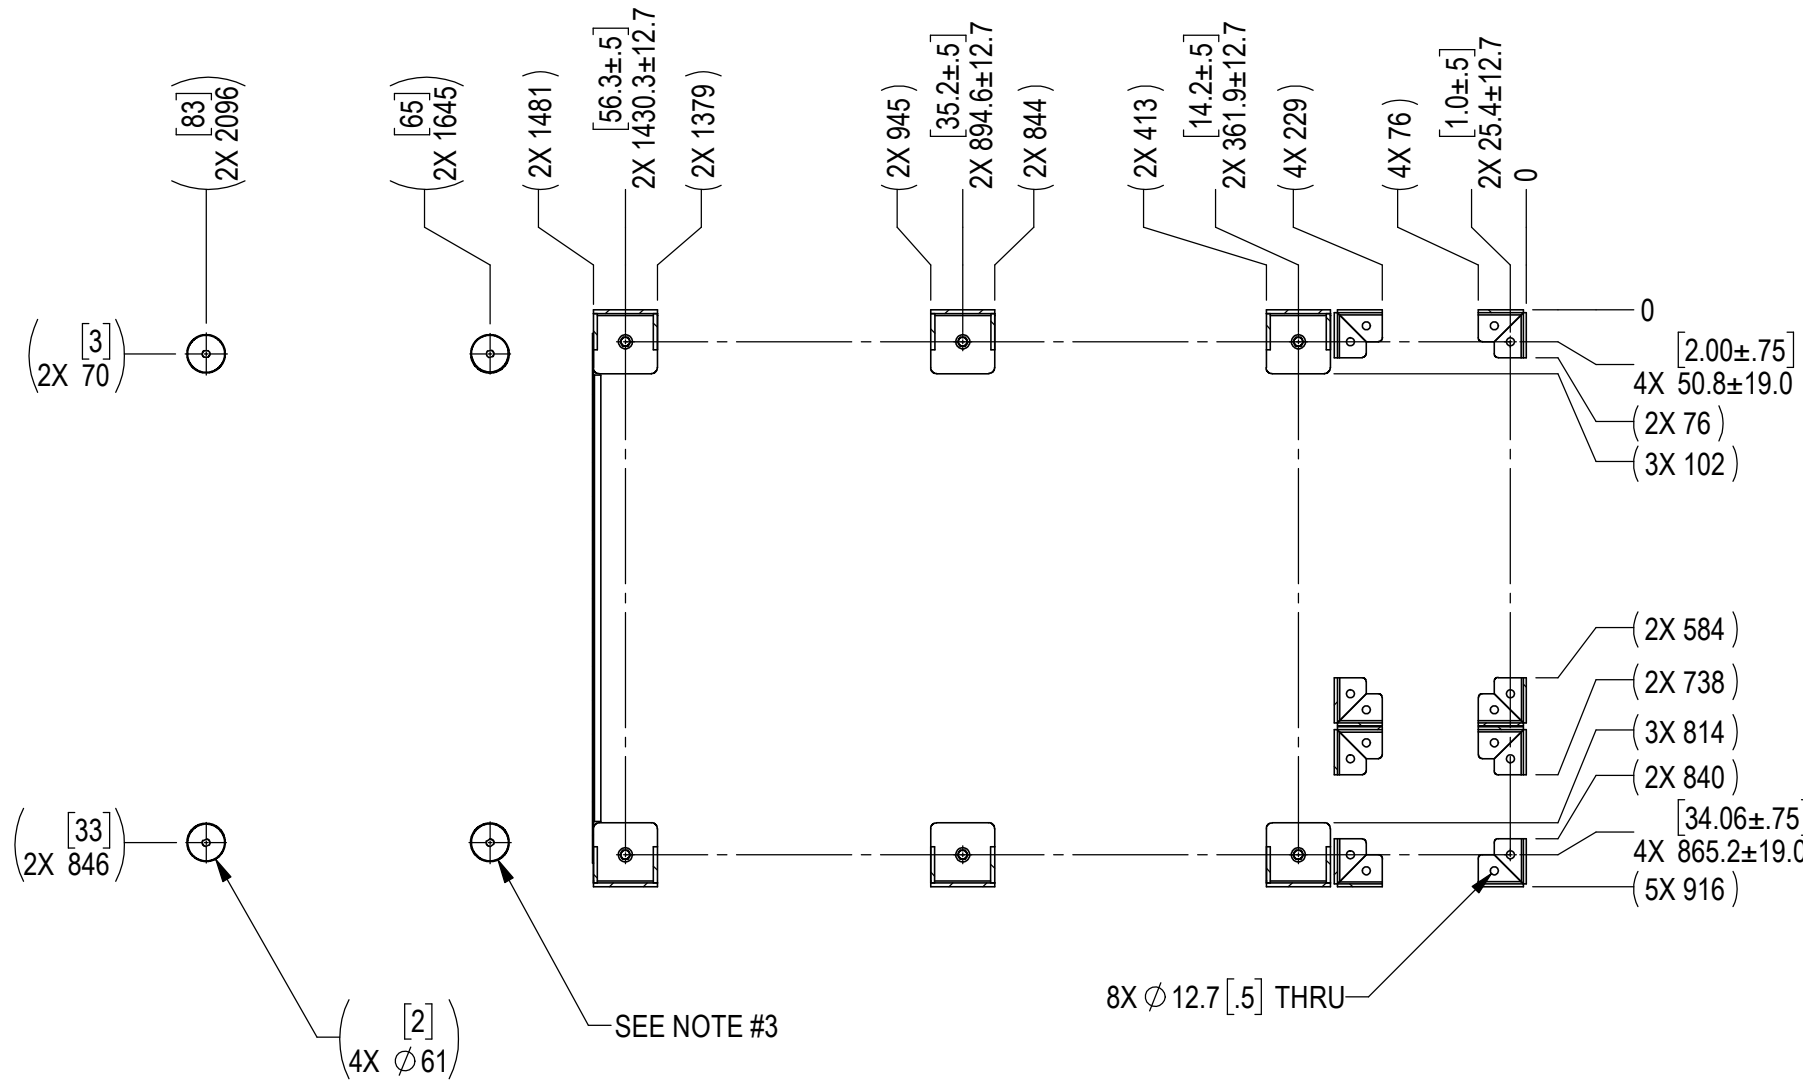 ([83]
2X 2096)
([65]
2X 1645)
(2X 1481)
[56.3±.5]
2X 1430.3±12.7
(2X 1379)
(2X 945)
[35.2±.5]
2X 894.6±12.7
(2X 844)
(2X 413)
[14.2±.5]
2X 361.9±12.7
(4X 229)
(4X 76)
[1.0±.5]
2X 25.4±12.7
0
([3]
2X 70)
0
[2.00±.75]
4X 50.8±19.0
(2X 76)
(3X 102)
(2X 584)
(2X 738)
(3X 814)
(2X 840)
[34.06±.75]
4X 865.2±19.0
(5X 916)
([33]
2X 846)
8X ∅12.7[.5] THRU
SEE NOTE #3
([2]
4X ∅61)